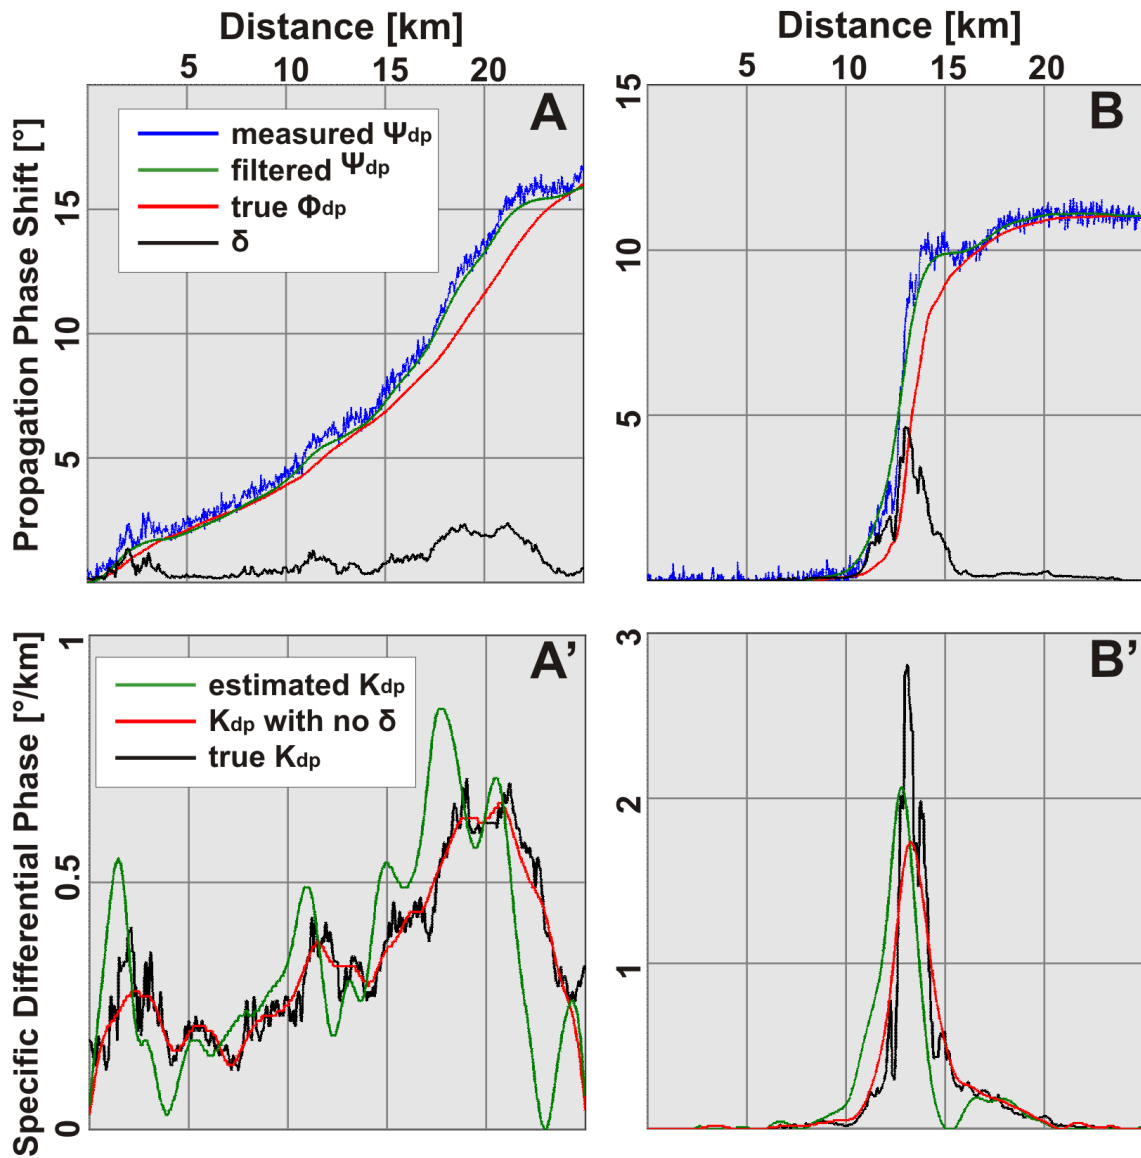 Distance [km]
5 10 15 20
Propagation Phase Shift [°]
5
10
15
A
measured Ψdp
filtered Ψdp
true Φdp
δ
Distance [km]
5 10 15 20
15
10
5
B
Specific Differential Phase [°/km]
1
0.5
0
A’
estimated Kdp
Kdp with no δ
true Kdp
3
2
1
B’